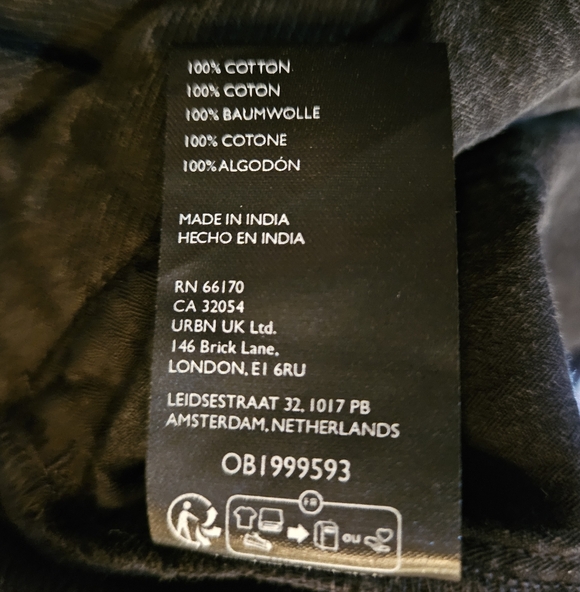 100% COTTON
100% COTON
100% BAUMWOLLE
100% COTONE
100% ALGODÓN
MADE IN INDIA
HECHO EN INDIA
RN 66170
CA 32054
URBN UK Ltd.
146 Brick Lane,
LONDON, E1 6RU
LEIDSESTRAAT 32, 1017 PB
AMSTERDAM, NETHERLANDS
OB1999593
FR
ou